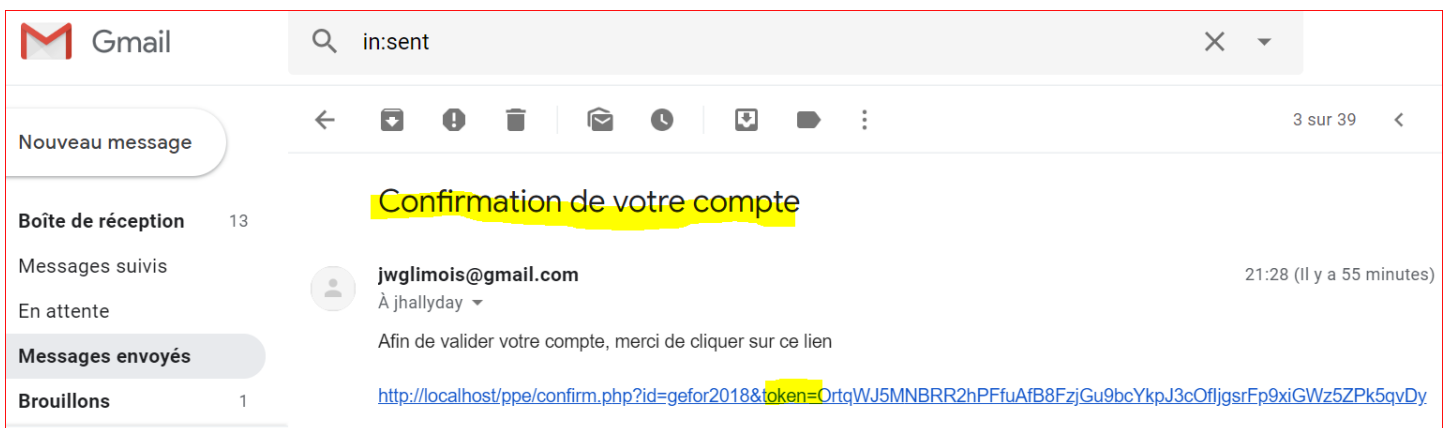 Gmail
in:sent
Nouveau message
3 sur 39
Confirmation de votre compte
Boîte de réception 13
Messages suivis
En attente
Messages envoyés
Brouillons 1
jwglimois@gmail.com
21:28 (Il y a 55 minutes)
À jhallyday
Afin de valider votre compte, merci de cliquer sur ce lien
http://localhost/ppe/confirm.php?id=gefor2018&token=OrtqWJ5MNBRR2hPFfuAfB8FzjGu9bcYkpJ3cOfIjgsrFp9xiGWz5ZPk5qvDy